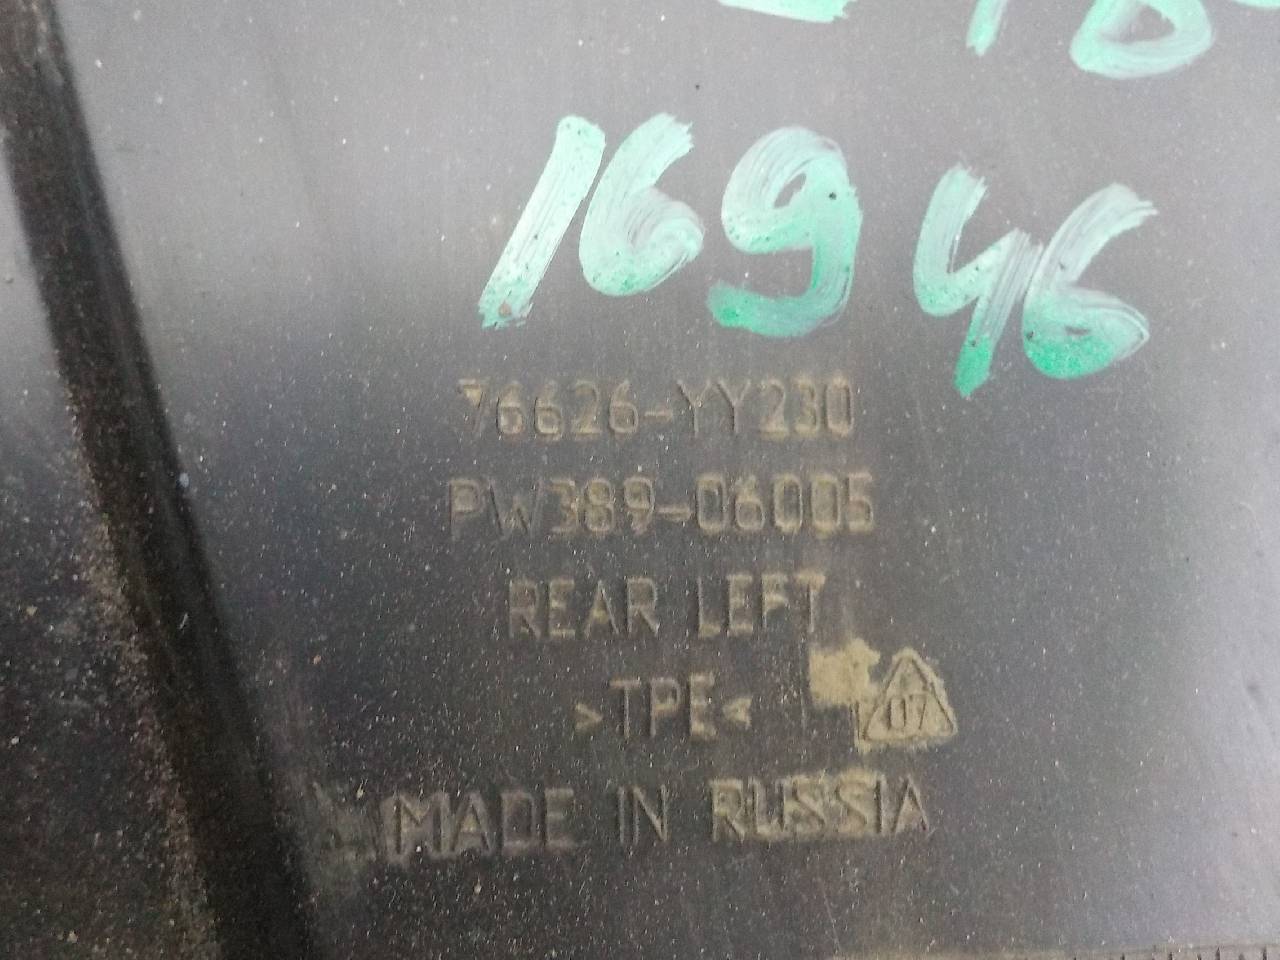 16946
76626-YY230
PW389-06005
REAR LEFT
>TPE<
07
MADE IN RUSSIA